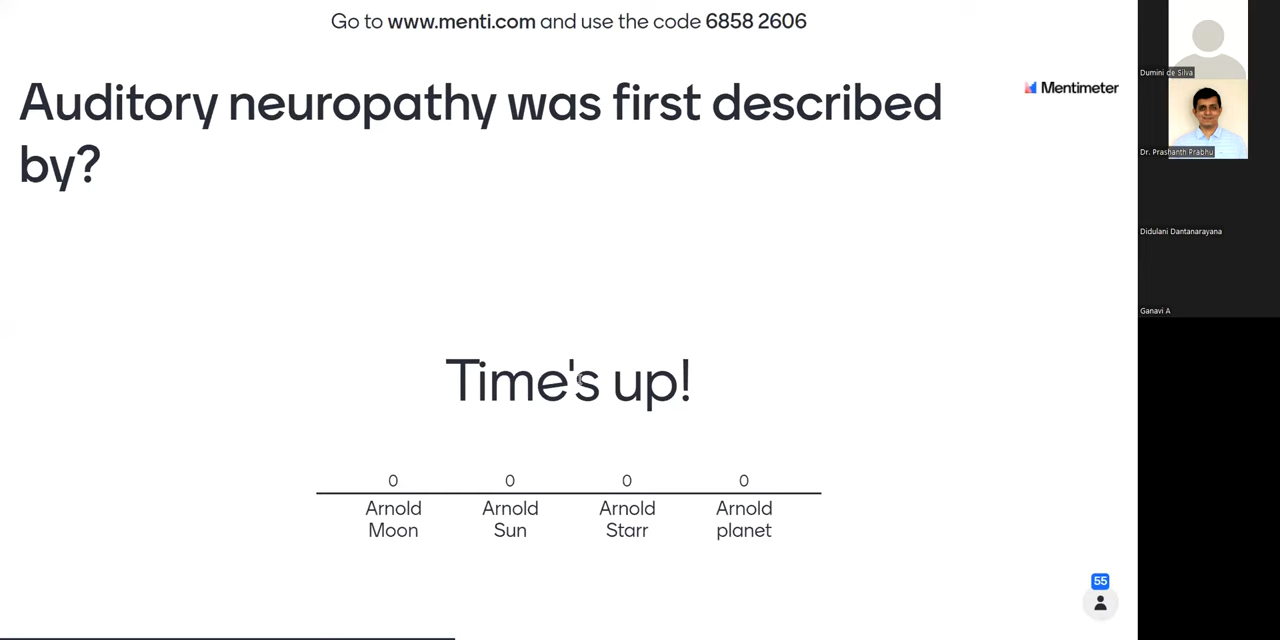 Go to www.menti.com and use the code 6858 2606
Auditory neuropathy was first described
by?
Mentimeter
Time's up!
0 0 0 0
Arnold Arnold Arnold Arnold
Moon Sun Starr planet
55
Dumini de Silva
Dr. Prashanth Prabhu
Didulani Dantanarayana
Ganavi A